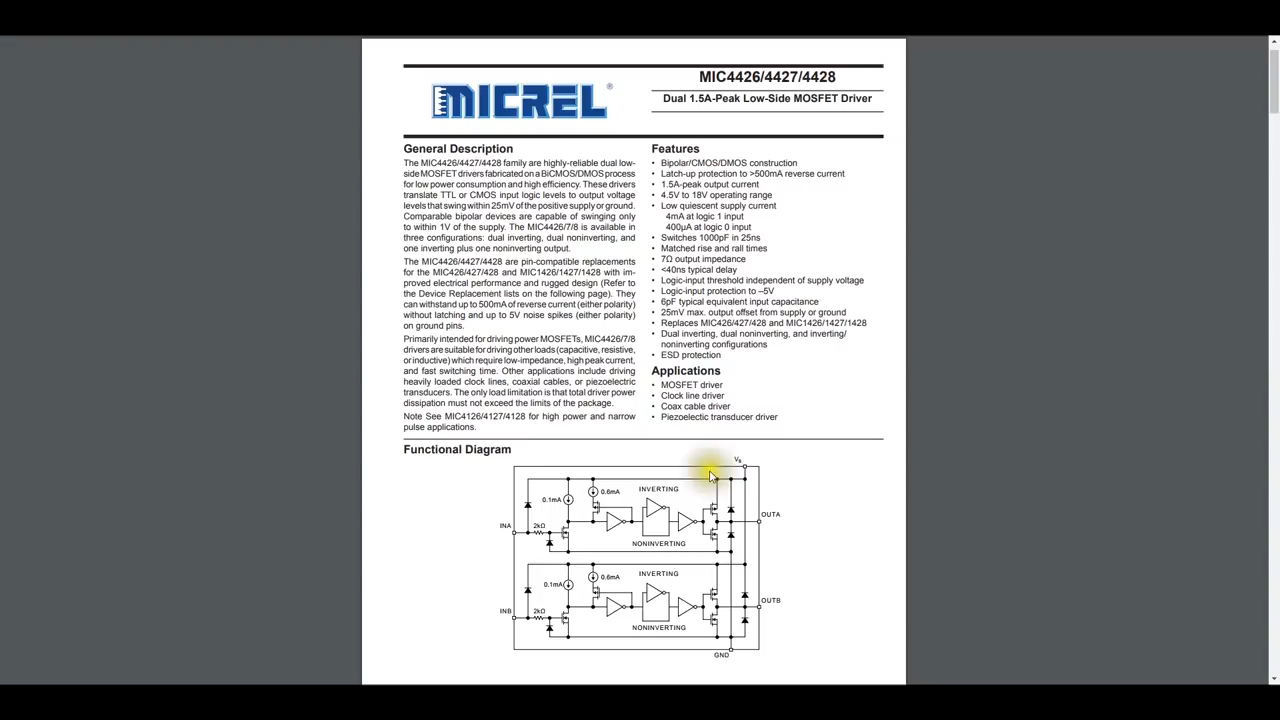 MICREL ®
MIC4426/4427/4428
Dual 1.5A-Peak Low-Side MOSFET Driver
General Description
The MIC4426/4427/4428 family are highly-reliable dual low-
side MOSFET drivers fabricated on a BiCMOS/DMOS process
for low power consumption and high efficiency. These drivers
translate TTL or CMOS input logic levels to output voltage
levels that swing within 25mV of the positive supply or ground.
Comparable bipolar devices are capable of swinging only
to within 1V of the supply. The MIC4426/7/8 is available in
three configurations: dual inverting, dual noninverting, and
one inverting plus one noninverting output.
The MIC4426/4427/4428 are pin-compatible replacements
for the MIC426/427/428 and MIC1426/1427/1428 with im-
proved electrical performance and rugged design (Refer to
the Device Replacement lists on the following page). They
can withstand up to 500mA of reverse current (either polarity)
without latching and up to 5V noise spikes (either polarity)
on ground pins.
Primarily intended for driving power MOSFETs, MIC4426/7/8
drivers are suitable for driving other loads (capacitive, resistive,
or inductive) which require low-impedance, high peak current,
and fast switching time. Other applications include driving
heavily loaded clock lines, coaxial cables, or piezoelectric
transducers. The only load limitation is that total driver power
dissipation must not exceed the limits of the package.
Note See MIC4126/4127/4128 for high power and narrow
pulse applications.
Features
• Bipolar/CMOS/DMOS construction
• Latch-up protection to >500mA reverse current
• 1.5A-peak output current
• 4.5V to 18V operating range
• Low quiescent supply current
4mA at logic 1 input
400µA at logic 0 input
• Switches 1000pF in 25ns
• Matched rise and rall times
• 7Ω output impedance
• <40ns typical delay
• Logic-input threshold independent of supply voltage
• Logic-input protection to –5V
• 6pF typical equivalent input capacitance
• 25mV max. output offset from supply or ground
• Replaces MIC426/427/428 and MIC1426/1427/1428
• Dual inverting, dual noninverting, and inverting/
noninverting configurations
• ESD protection
Applications
• MOSFET driver
• Clock line driver
• Coax cable driver
• Piezoelectic transducer driver
Functional Diagram
VS
0.6mA
INVERTING
0.1mA
OUTA
INA
2kΩ
NONINVERTING
0.6mA
INVERTING
0.1mA
OUTB
INB
2kΩ
NONINVERTING
GND